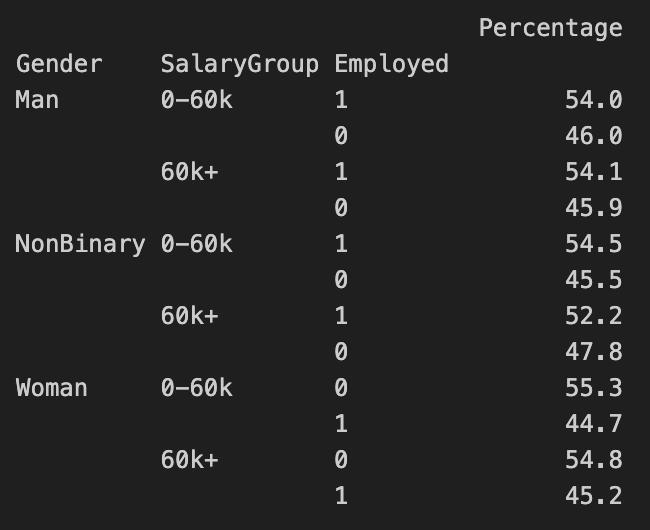 Percentage
Gender SalaryGroup Employed
Man 0-60k 1 54.0
0 46.0
60k+ 1 54.1
0 45.9
NonBinary 0-60k 1 54.5
0 45.5
60k+ 1 52.2
0 47.8
Woman 0-60k 0 55.3
1 44.7
60k+ 0 54.8
1 45.2